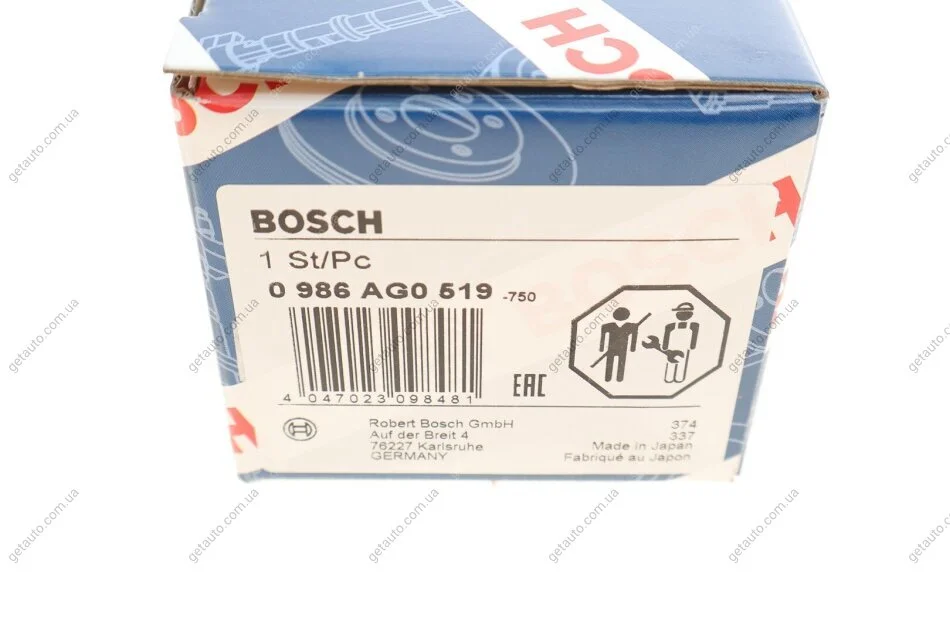 BOSCH
1 St/Pc
0 986 AG0 519 -750
4 047023 098481
EAC
Robert Bosch GmbH
Auf der Breit 4
76227 Karlsruhe
GERMANY
374
337
Made in Japan
Fabriqué au Japon
getauto.com.ua